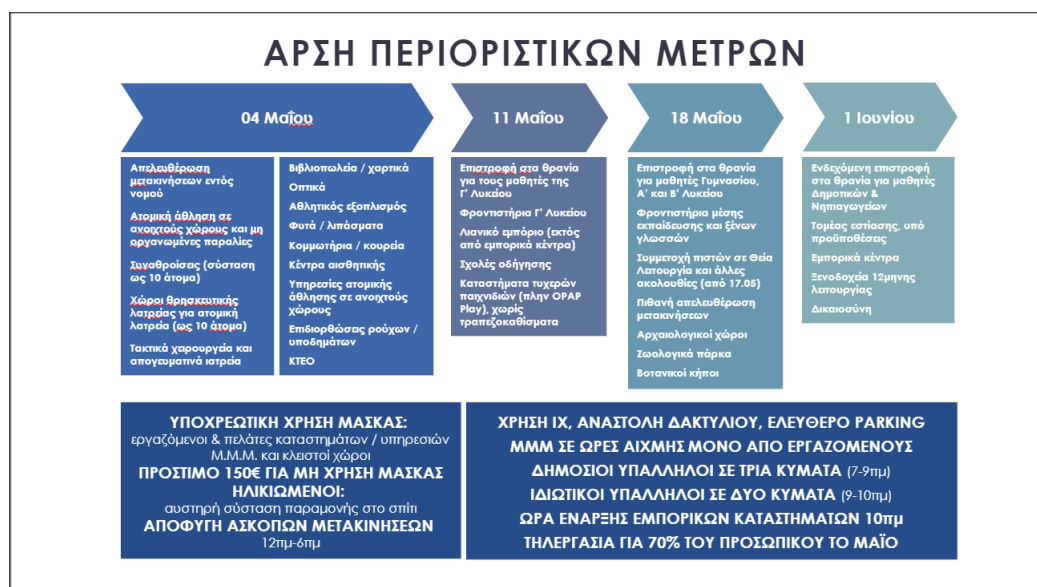 ΑΡΣΗ ΠΕΡΙΟΡΙΣΤΙΚΩΝ ΜΕΤΡΩΝ
04 Μαΐου
Απελευθέρωση
μετακινήσεων εντός
νομού
Ατομική άθληση σε
ανοιχτούς χώρους και μη
οργανωμένες παραλίες
Συναθροίσεις (σύσταση
ως 10 άτομα)
Χώροι θρησκευτικής
λατρείας για ατομική
λατρεία (ως 10 άτομα)
Τακτικά χειρουργεία και
απογευματινά ιατρεία
Βιβλιοπωλεία / χαρτικά
Οπτικά
Αθλητικός εξοπλισμός
Φυτά / λιπάσματα
Κομμωτήρια / κουρεία
Κέντρα αισθητικής
Υπηρεσίες ατομικής
άθλησης σε ανοιχτούς
χώρους
Επιδιορθώσεις ρούχων /
υποδημάτων
ΚΤΕΟ
11 Μαΐου
Επιστροφή στα θρανία
για τους μαθητές της
Γ' Λυκείου
Φροντιστήρια Γ' Λυκείου
Λιανικό εμπόριο (εκτός
από εμπορικά κέντρα)
Σχολές οδήγησης
Καταστήματα τυχερών
παιχνιδιών (πλην OPAP
Play), χωρίς
τραπεζοκαθίσματα
18 Μαΐου
Επιστροφή στα θρανία
για μαθητές Γυμνασίου,
Α' και Β' Λυκείου
Φροντιστήρια μέσης
εκπαίδευσης και ξένων
γλωσσών
Συμμετοχή πιστών σε Θεία
Λειτουργία και άλλες
ακολουθίες (από 17.05)
Πιθανή απελευθέρωση
μετακινήσεων
Αρχαιολογικοί χώροι
Ζωολογικά πάρκα
Βοτανικοί κήποι
1 Ιουνίου
Ενδεχόμενη επιστροφή
στα θρανία για μαθητές
Δημοτικών &
Νηπιαγωγείων
Τομέας εστίασης, υπό
προϋποθέσεις
Εμπορικά κέντρα
Ξενοδοχεία 12μηνης
λειτουργίας
Δικαιοσύνη
ΥΠΟΧΡΕΩΤΙΚΗ ΧΡΗΣΗ ΜΑΣΚΑΣ:
εργαζόμενοι & πελάτες καταστημάτων / υπηρεσιών
Μ.Μ.Μ. και κλειστοί χώροι
ΠΡΟΣΤΙΜΟ 150€ ΓΙΑ ΜΗ ΧΡΗΣΗ ΜΑΣΚΑΣ
ΗΛΙΚΙΩΜΕΝΟΙ:
αυστηρή σύσταση παραμονής στο σπίτι
ΑΠΟΦΥΓΗ ΑΣΚΟΠΩΝ ΜΕΤΑΚΙΝΗΣΕΩΝ
12πμ-6πμ
ΧΡΗΣΗ ΙΧ, ΑΝΑΣΤΟΛΗ ΔΑΚΤΥΛΙΟΥ, ΕΛΕΥΘΕΡΟ PARKING
ΜΜΜ ΣΕ ΩΡΕΣ ΑΙΧΜΗΣ ΜΟΝΟ ΑΠΟ ΕΡΓΑΖΟΜΕΝΟΥΣ
ΔΗΜΟΣΙΟΙ ΥΠΑΛΛΗΛΟΙ ΣΕ ΤΡΙΑ ΚΥΜΑΤΑ (7-9πμ)
ΙΔΙΩΤΙΚΟΙ ΥΠΑΛΛΗΛΟΙ ΣΕ ΔΥΟ ΚΥΜΑΤΑ (9-10πμ)
ΩΡΑ ΕΝΑΡΞΗΣ ΕΜΠΟΡΙΚΩΝ ΚΑΤΑΣΤΗΜΑΤΩΝ 10πμ
ΤΗΛΕΡΓΑΣΙΑ ΓΙΑ 70% ΤΟΥ ΠΡΟΣΩΠΙΚΟΥ ΤΟ ΜΑΪΟ